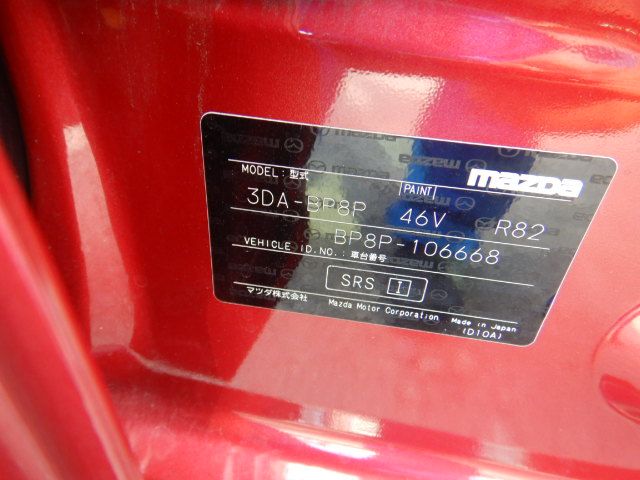 mazda
MODEL: 型式
PAINT
3DA-BP8P 46V R82
BP8P-106668
VEHICLE ID.NO.: 車台番号
SRS I
マツダ株式会社 Mazda Motor Corporation Made in Japan
(D10A)